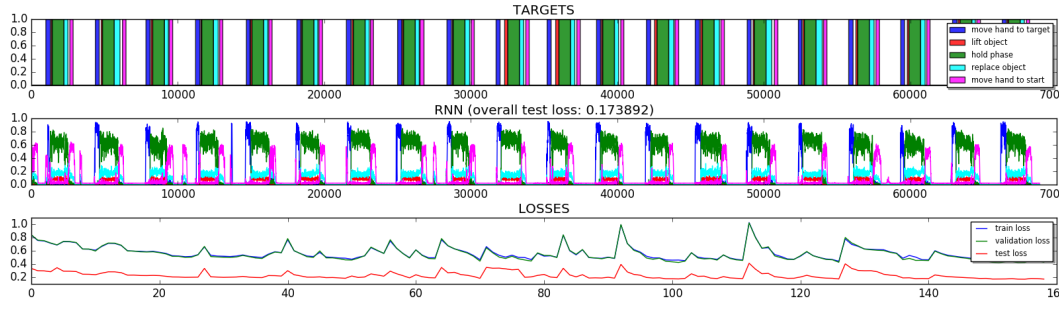 TARGETS
1.0
0.8
0.6
0.4
0.2
0.0
move hand to target
lift object
hold phase
replace object
move hand to start
0 10000 20000 30000 40000 50000 60000 7000
RNN (overall test loss: 0.173892)
1.0
0.8
0.6
0.4
0.2
0.0
0 10000 20000 30000 40000 50000 60000 7000
LOSSES
1.0
0.8
0.6
0.4
0.2
train loss
validation loss
test loss
0 20 40 60 80 100 120 140 160